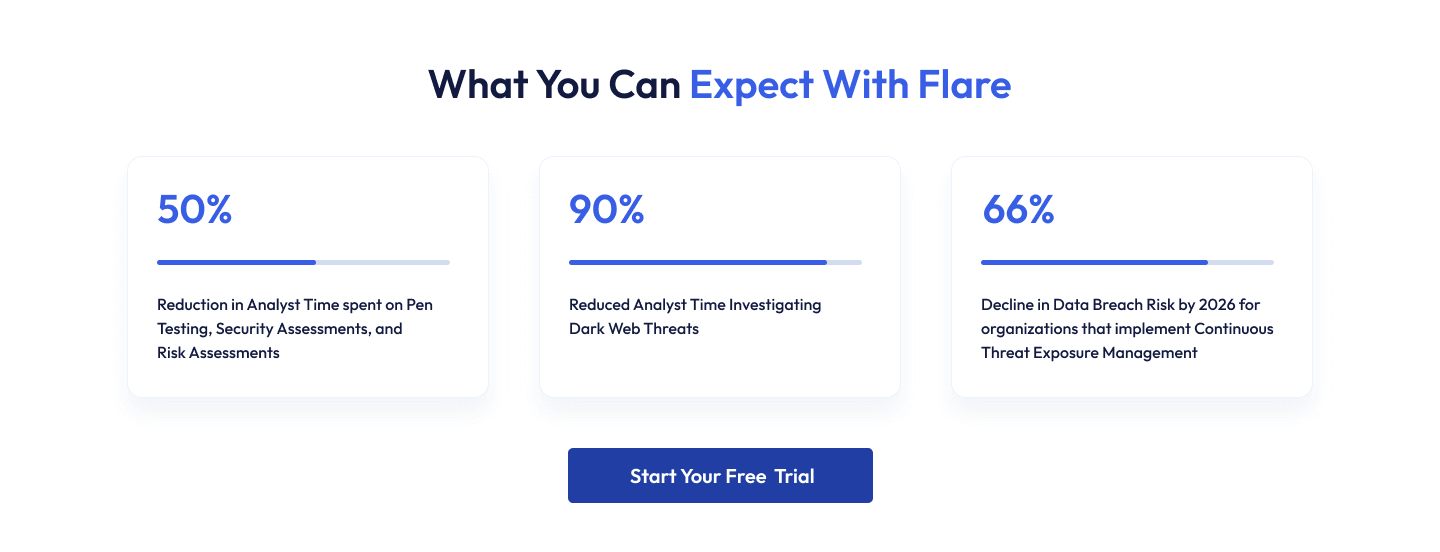 What You Can Expect With Flare
50%
Reduction in Analyst Time spent on Pen
Testing, Security Assessments, and
Risk Assessments
90%
Reduced Analyst Time Investigating
Dark Web Threats
66%
Decline in Data Breach Risk by 2026 for
organizations that implement Continuous
Threat Exposure Management
Start Your Free Trial